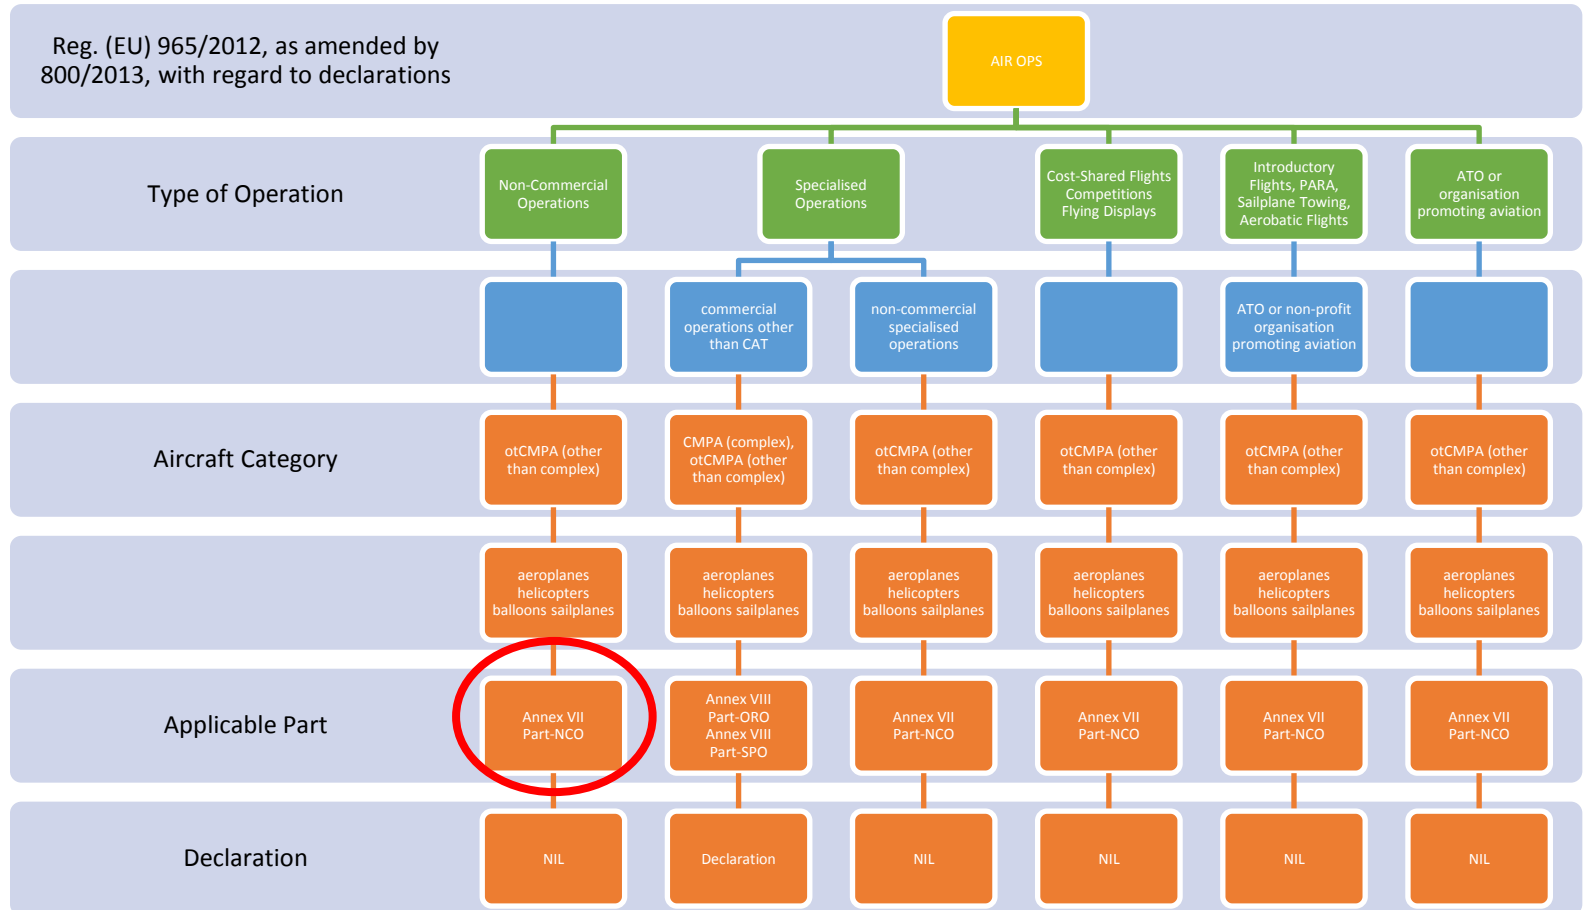 Reg. (EU) 965/2012, as amended by
800/2013, with regard to declarations
AIR OPS
Type of Operation
Non-Commercial
Operations
Specialised
Operations
Cost-Shared Flights
Competitions
Flying Displays
Introductory
Flights, PARA,
Sailplane Towing,
Aerobatic Flights
ATO or
organisation
promoting aviation
commercial
operations other
than CAT
non-commercial
specialised
operations
ATO or non-profit
organisation
promoting aviation
Aircraft Category
otCMPA (other
than complex)
CMPA (complex),
otCMPA (other
than complex)
otCMPA (other
than complex)
otCMPA (other
than complex)
otCMPA (other
than complex)
otCMPA (other
than complex)
aeroplanes
helicopters
balloons sailplanes
aeroplanes
helicopters
balloons sailplanes
aeroplanes
helicopters
balloons sailplanes
aeroplanes
helicopters
balloons sailplanes
aeroplanes
helicopters
balloons sailplanes
aeroplanes
helicopters
balloons sailplanes
Applicable Part
Annex VII
Part-NCO
Annex VIII
Part-ORO
Annex VIII
Part-SPO
Annex VII
Part-NCO
Annex VII
Part-NCO
Annex VII
Part-NCO
Annex VII
Part-NCO
Declaration
NIL
Declaration
NIL
NIL
NIL
NIL